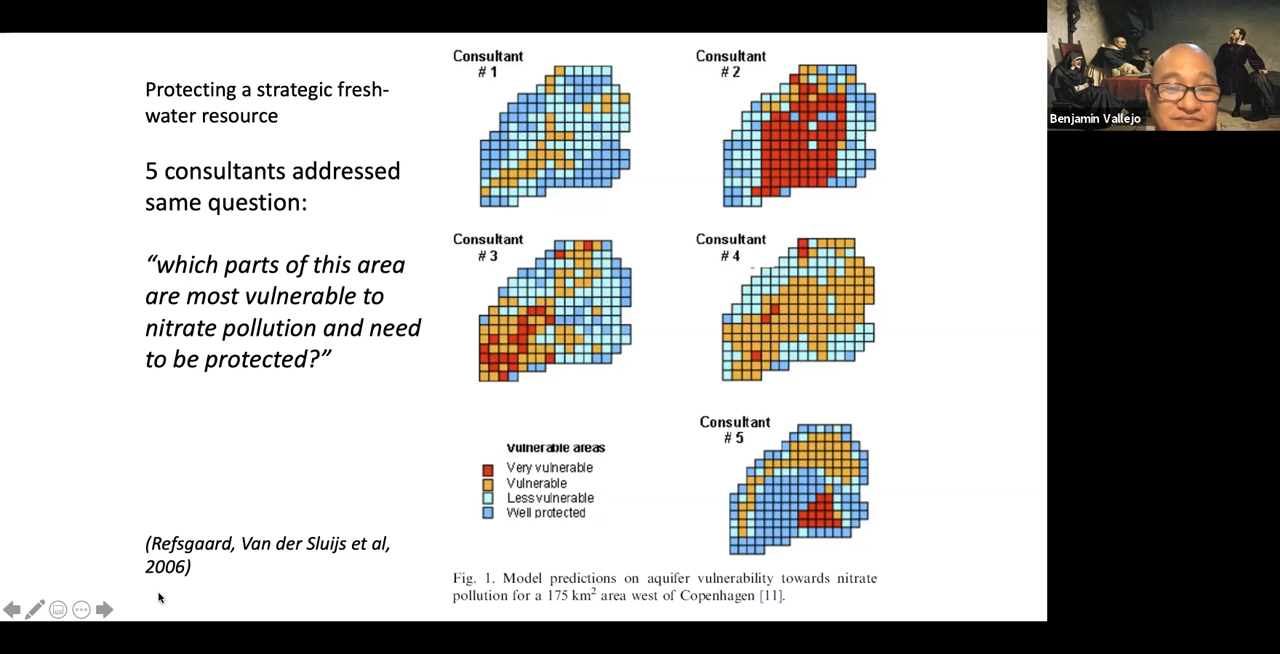 Protecting a strategic fresh-
water resource
5 consultants addressed
same question:
“which parts of this area
are most vulnerable to
nitrate pollution and need
to be protected?”
(Refsgaard, Van der Sluijs et al,
2006)
Consultant
# 1
Consultant
# 2
Consultant
# 3
Consultant
# 4
Consultant
# 5
Vulnerable areas
Very vulnerable
Vulnerable
Less vulnerable
Well protected
Fig. 1. Model predictions on aquifer vulnerability towards nitrate
pollution for a 175 km² area west of Copenhagen [11].
Benjamin Vallejo